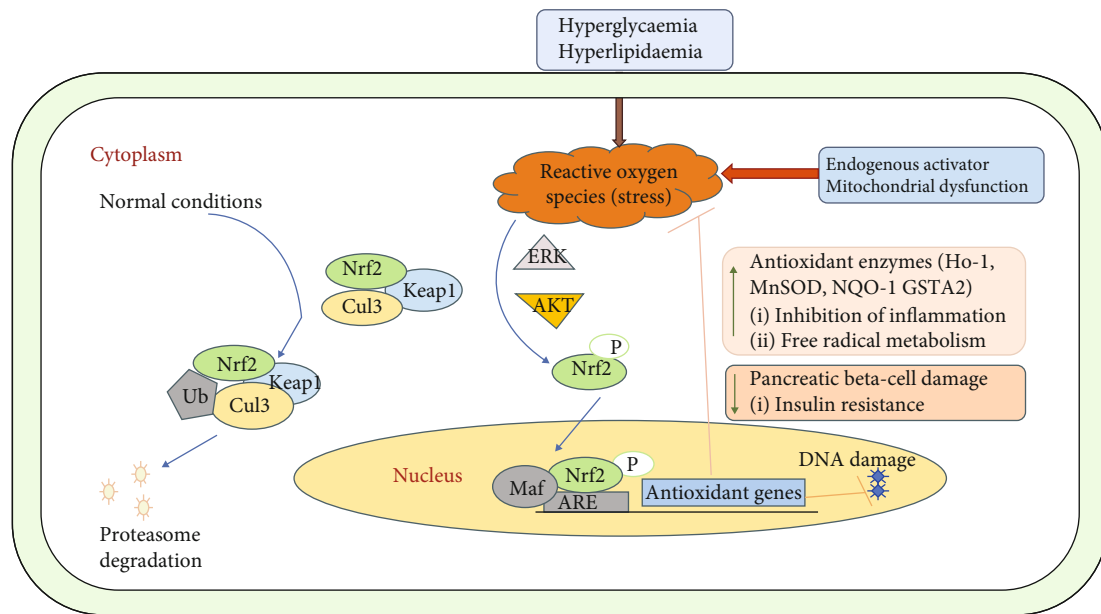 Hyperglycaemia
Hyperlipidaemia
Cytoplasm
Normal conditions
Reactive oxygen
species (stress)
Endogenous activator
Mitochondrial dysfunction
ERK
AKT
Nrf2
Keap1
Cul3
Antioxidant enzymes (Ho-1,
MnSOD, NQO-1 GSTA2)
(i) Inhibition of inflammation
(ii) Free radical metabolism
P
Nrf2
Nrf2
Keap1
Ub
Cul3
Pancreatic beta-cell damage
(i) Insulin resistance
Nucleus
Maf
Nrf2
P
ARE
Antioxidant genes
DNA damage
Proteasome
degradation